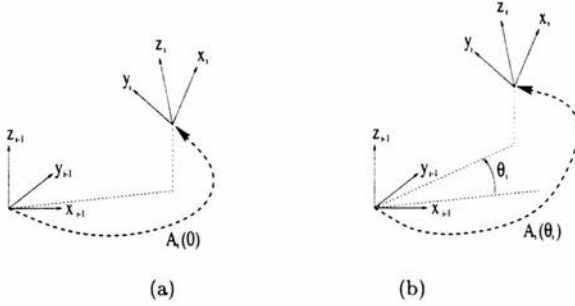 z_i
x_i
y_i
z_{i-1}
y_{i-1}
x_{i-1}
A_i(0)
(a)
z_i
x_i
y_i
z_{i-1}
y_{i-1}
θ_i
x_{i-1}
A_i(θ_i)
(b)